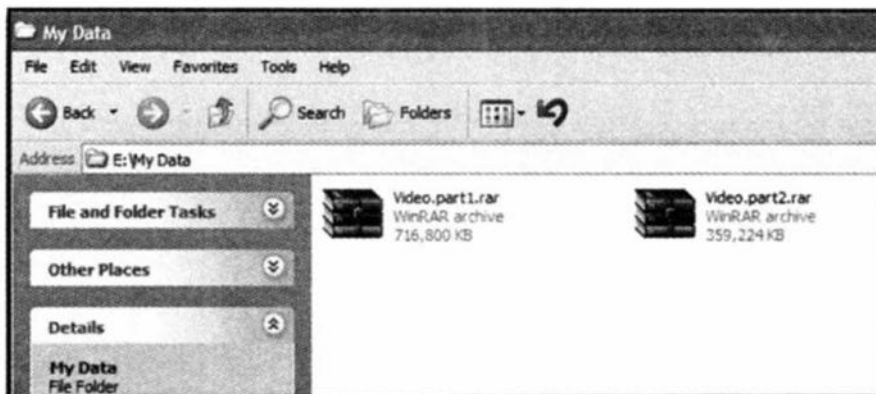 My Data
File Edit View Favorites Tools Help
Back Search Folders
Address E:\My Data
File and Folder Tasks
Other Places
Details
My Data
File Folder
Video.part1.rar
WinRAR archive
716,800 KB
Video.part2.rar
WinRAR archive
359,224 KB